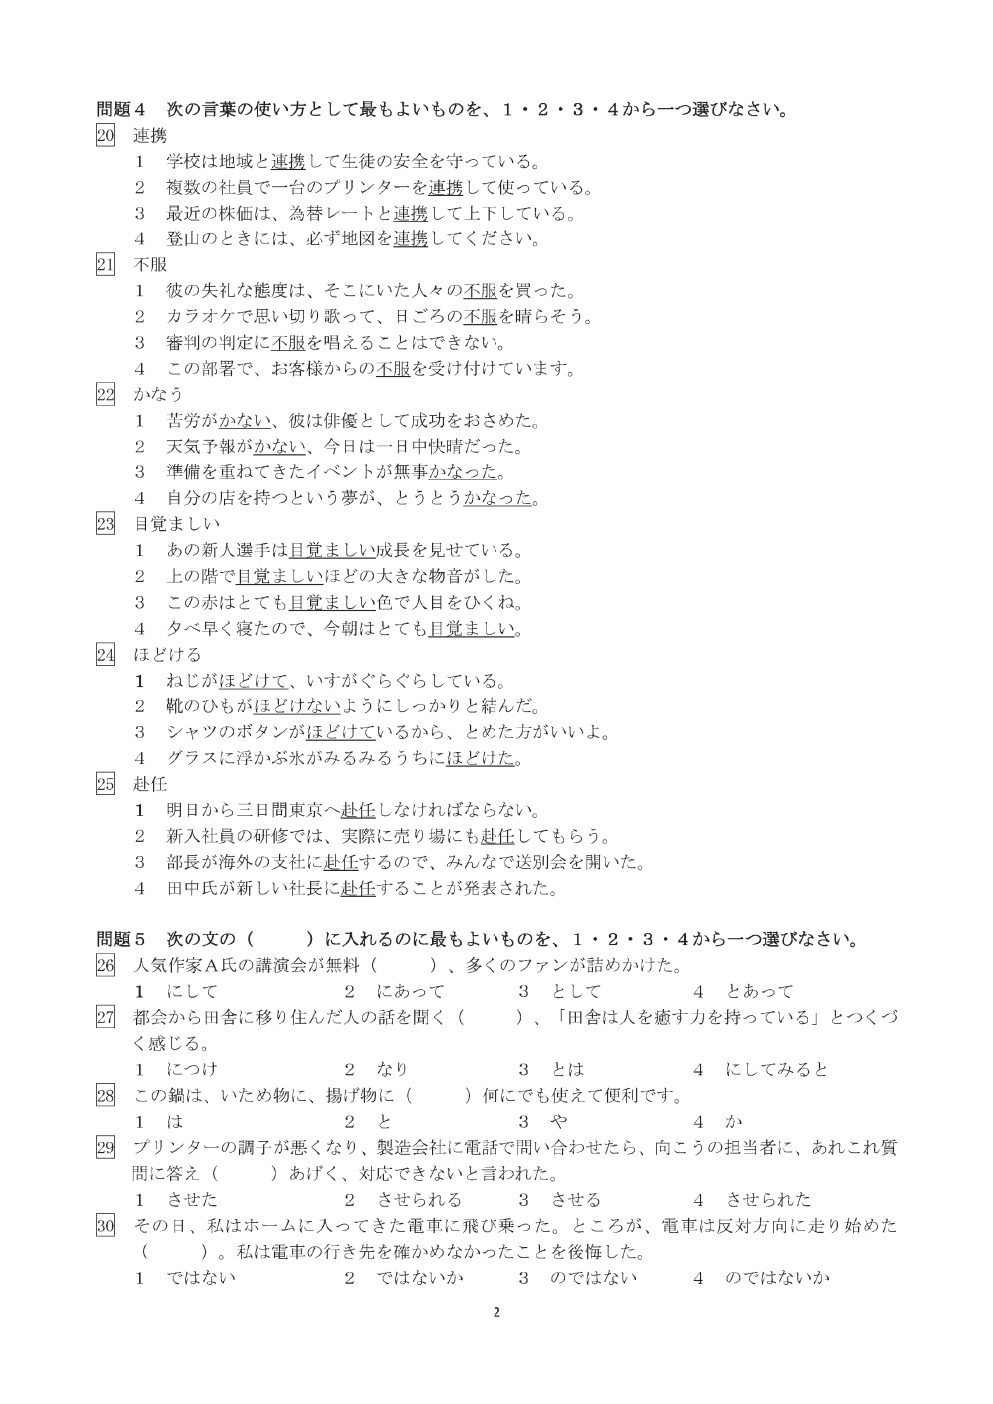 問題４　次の言葉の使い方として最もよいものを、１・２・３・４から一つ選びなさい。
20　連携
1　学校は地域と連携して生徒の安全を守っている。
2　複数の社員で一台のプリンターを連携して使っている。
3　最近の株価は、為替レートと連携して上下している。
4　登山のときには、必ず地図を連携してください。
21　不服
1　彼の失礼な態度は、そこにいた人々の不服を買った。
2　カラオケで思い切り歌って、日ごろの不服を晴らそう。
3　審判の判定に不服を唱えることはできない。
4　この部署で、お客様からの不服を受け付けています。
22　かなう
1　苦労がかない、彼は俳優として成功をおさめた。
2　天気予報がかない、今日は一日中快晴だった。
3　準備を重ねてきたイベントが無事かなった。
4　自分の店を持つという夢が、とうとうかなった。
23　目覚ましい
1　あの新人選手は目覚ましい成長を見せている。
2　上の階で目覚ましいほどの大きな物音がした。
3　この赤はとても目覚ましい色で人目をひくね。
4　夕べ早く寝たので、今朝はとても目覚ましい。
24　ほどける
1　ねじがほどけて、いすがぐらぐらしている。
2　靴のひもがほどけないようにしっかりと結んだ。
3　シャツのボタンがほどけているから、とめた方がいいよ。
4　グラスに浮かぶ氷がみるみるうちにほどけた。
25　赴任
1　明日から三日間東京へ赴任しなければならない。
2　新入社員の研修では、実際に売り場にも赴任してもらう。
3　部長が海外の支社に赴任するので、みんなで送別会を開いた。
4　田中氏が新しい社長に赴任することが発表された。
問題５　次の文の（　　　）に入れるのに最もよいものを、１・２・３・４から一つ選びなさい。
26　人気作家Ａ氏の講演会が無料（　　　）、多くのファンが詰めかけた。
1　にして　2　にあって　3　として　4　とあって
27　都会から田舎に移り住んだ人の話を聞く（　　　）、「田舎は人を癒す力を持っている」とつくづ
く感じる。
1　につけ　2　なり　3　とは　4　にしてみると
28　この鍋は、いため物に、揚げ物に（　　　）何にでも使えて便利です。
1　は　2　と　3　や　4　か
29　プリンターの調子が悪くなり、製造会社に電話で問い合わせたら、向こうの担当者に、あれこれ質
問に答え（　　　）あげく、対応できないと言われた。
1　させた　2　させられる　3　させる　4　させられた
30　その日、私はホームに入ってきた電車に飛び乗った。ところが、電車は反対方向に走り始めた
（　　　）。私は電車の行き先を確かめなかったことを後悔した。
1　ではない　2　ではないか　3　のではない　4　のではないか
2